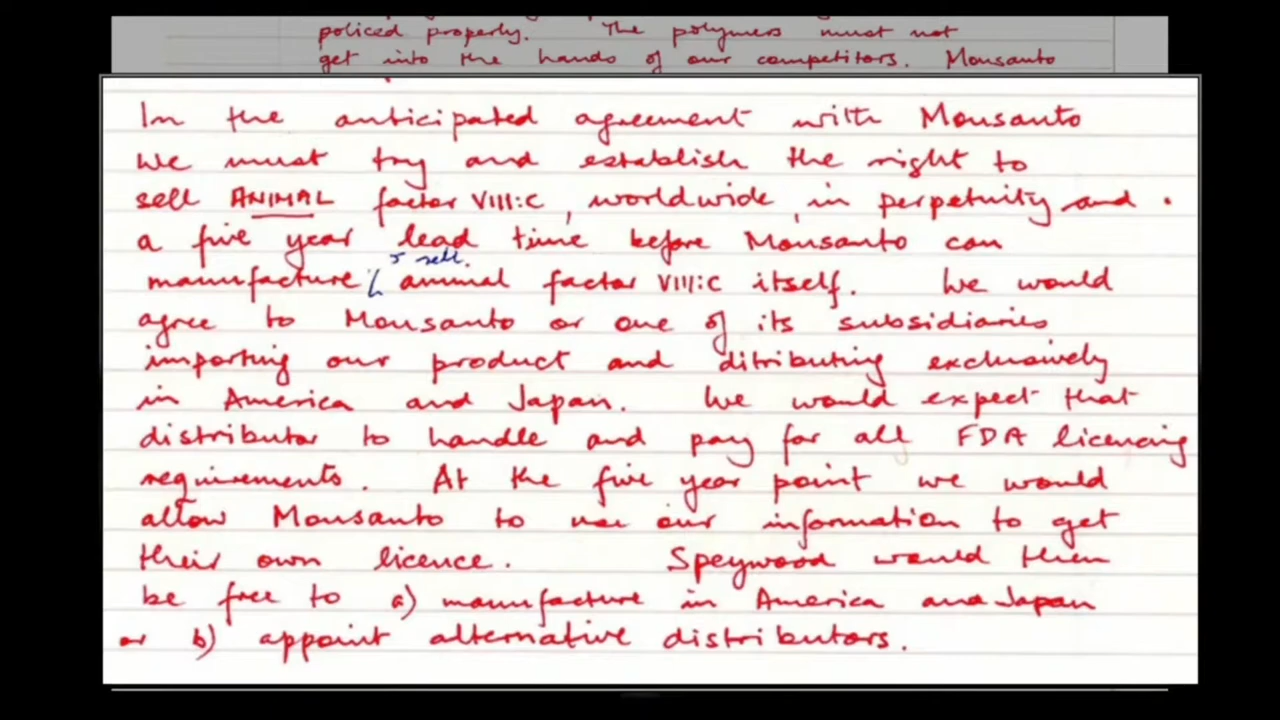 policed properly. The polymers must not
get into the hands of our competitors. Monsanto
In the anticipated agreement with Monsanto
We must try and establish the right to
sell ANIMAL factor VIII:C, worldwide, in perpetuity and
a five year lead time before Monsanto can
sell.
manufacture animal factor VIII:C itself. We would
agree to Monsanto or one of its subsidiaries
importing our product and ditributing exclusively
in America and Japan. We would expect that
distributor to handle and pay for all FDA licencing
requirements. At the five year point we would
allow Monsanto to use our information to get
their own licence. Speywood would then
be free to a) manufacture in America and Japan
or b) appoint alternative distributors.